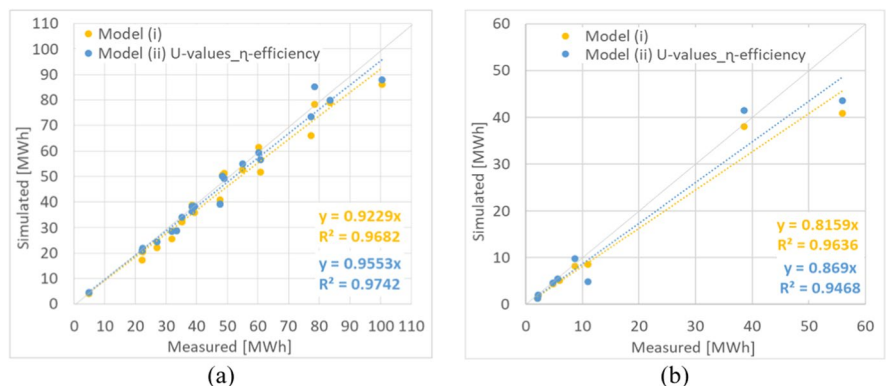 Model (i)
Model (ii) U-values_η-efficiency
Simulated [MWh]
110
100
90
80
70
60
50
40
30
20
10
0
y = 0.9229x
R² = 0.9682
y = 0.9553x
R² = 0.9742
0 10 20 30 40 50 60 70 80 90 100 110
Measured [MWh]
(a)
Model (i)
Model (ii) U-values_η-efficiency
Simulated [MWh]
60
50
40
30
20
10
0
y = 0.8159x
R² = 0.9636
y = 0.869x
R² = 0.9468
0 10 20 30 40 50 60
Measured [MWh]
(b)